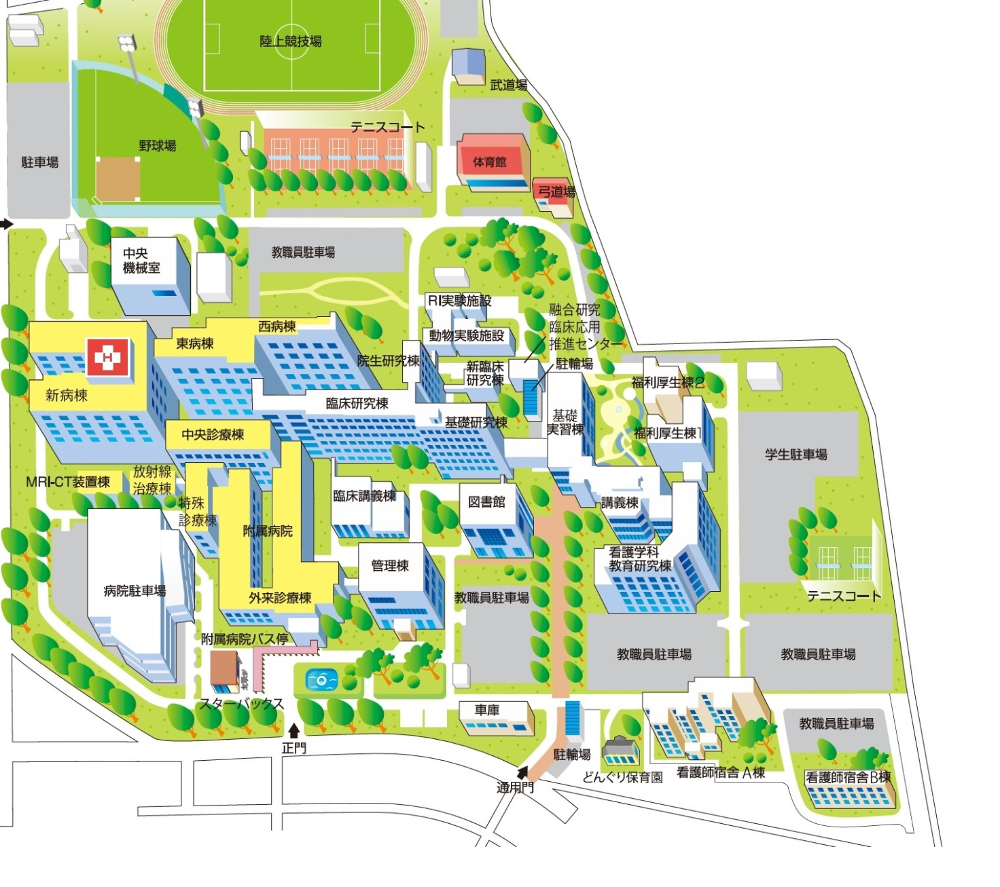 陸上競技場
武道場
テニスコート
野球場
駐車場
体育館
弓道場
教職員駐車場
中央
機械室
RI実験施設
融合研究
臨床応用
推進センター
西病棟
東病棟
動物実験施設
H
院生研究棟
新臨床
研究棟
駐輪場
福利厚生棟2
新病棟
臨床研究棟
基礎研究棟
基礎
実習棟
中央診療棟
福利厚生棟1
学生駐車場
MRI-CT装置棟
放射線
治療棟
特殊
診療棟
臨床講義棟
図書館
講義棟
附属病院
看護学科
教育研究棟
管理棟
病院駐車場
外来診療棟
教職員駐車場
テニスコート
附属病院バス停
教職員駐車場
教職員駐車場
スターバックス
車庫
教職員駐車場
正門
駐輪場
どんぐり保育園
看護師宿舎A棟
看護師宿舎B棟
通用門